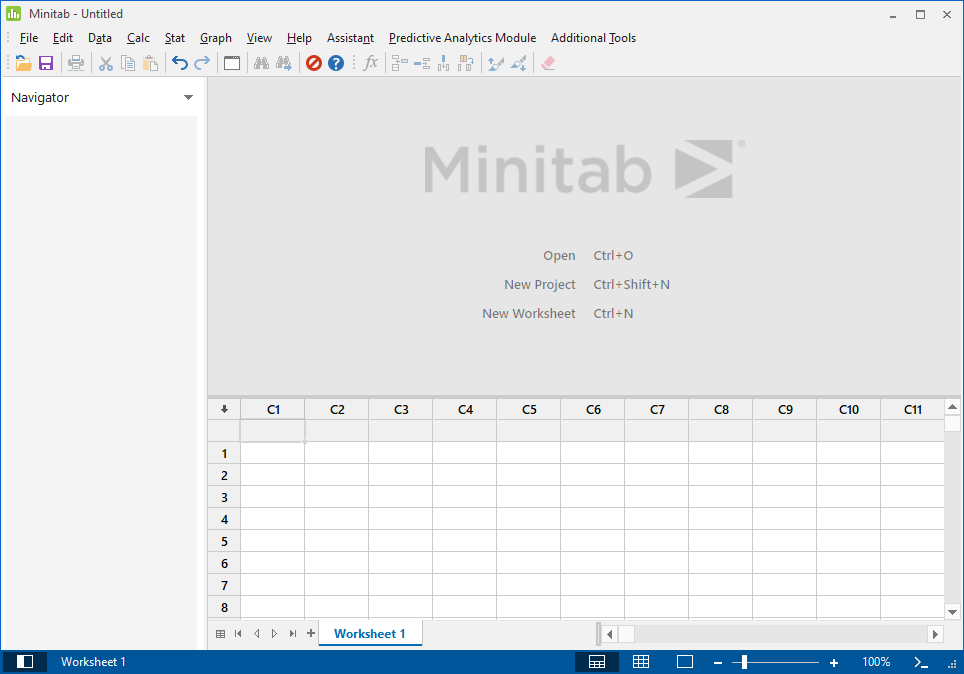 Minitab - Untitled
File Edit Data Calc Stat Graph View Help Assistant Predictive Analytics Module Additional Tools
fx
Navigator
Minitab
Open Ctrl+O
New Project Ctrl+Shift+N
New Worksheet Ctrl+N
C1 C2 C3 C4 C5 C6 C7 C8 C9 C10 C11
1
2
3
4
5
6
7
8
Worksheet 1
Worksheet 1 100%